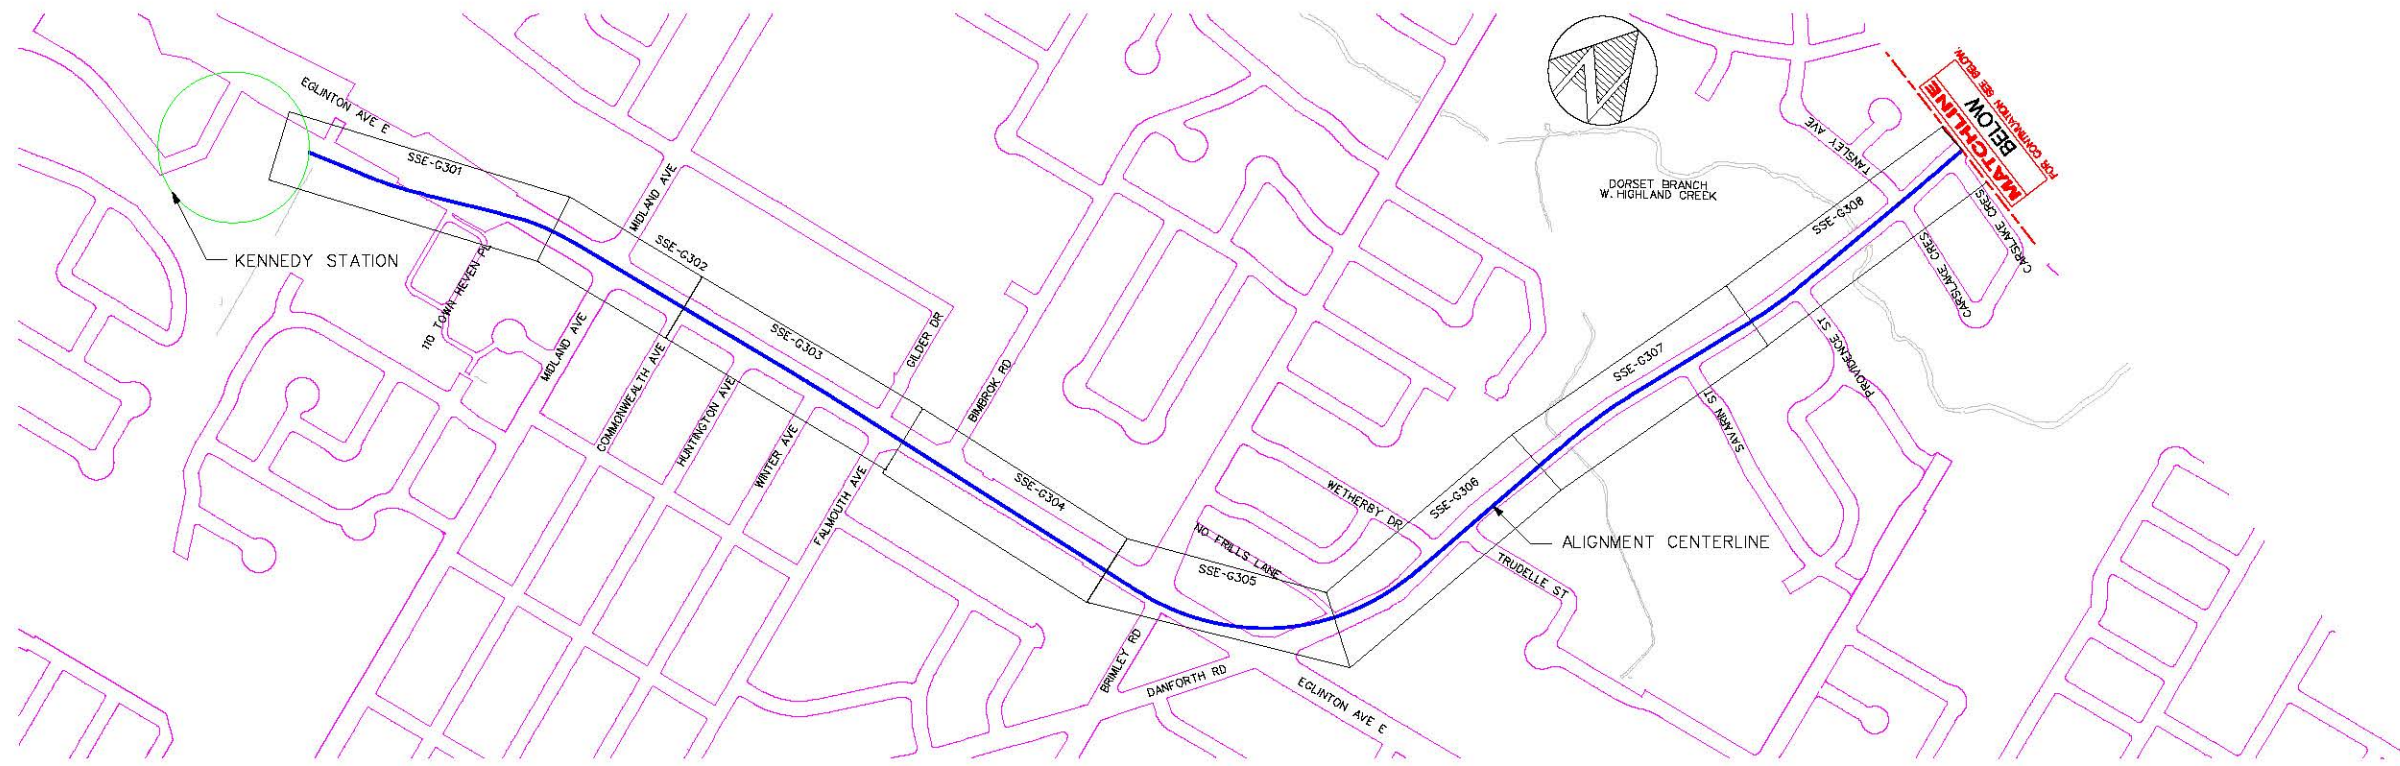 EGLINTON AVE E
SSE-G301
KENNEDY STATION
110 TOWN HEVEN PL
MIDLAND AVE
MIDLAND AVE
SSE-G302
SSE-G303
COMMONWEALTH AVE
HUNTINGTON AVE
WINTER AVE
FALMOUTH AVE
GILDER DR
BIMBROK RD
SSE-G304
BRIMLEY RD
DANFORTH RD
NO FRILLS LANE
SSE-G305
EGLINTON AVE E
WETHERBY DR
SSE-G306
TRUDELLE ST
ALIGNMENT CENTERLINE
SSE-G307
SAVARIN ST
PROVIDENCE ST
DORSET BRANCH
W. HIGHLAND CREEK
SSE-G308
TANSLEY AVE
CARSLAKE CRES
CARSLAKE CRES
MATCHLINE
BELOW
FOR CONTINUATION SEE BELOW.